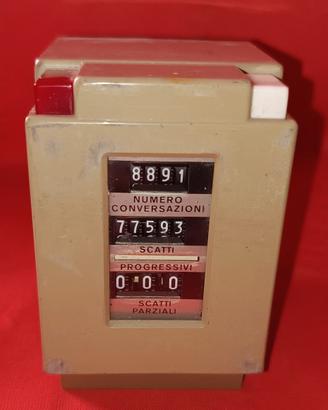 8891
NUMERO
CONVERSAZIONI
77593
SCATTI
PROGRESSIVI
000
SCATTI
PARZIALI